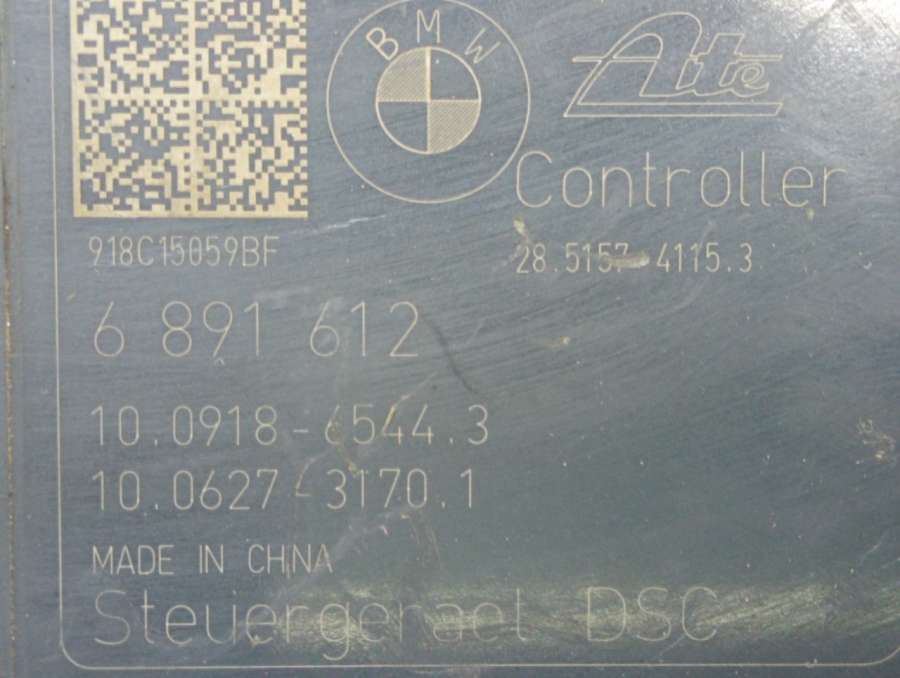 BMW
Ate
Controller
918C15059BF
28.5157-4115.3
6 891 612
10.0918-6544.3
10.0627-3170.1
MADE IN CHINA
Steuergeraet DSC